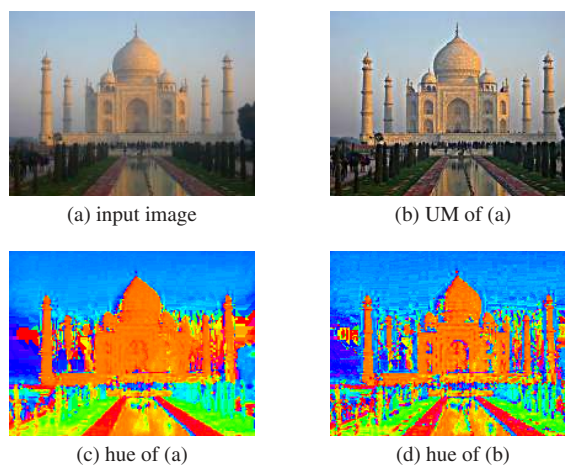 (a) input image
(b) UM of (a)
(c) hue of (a)
(d) hue of (b)